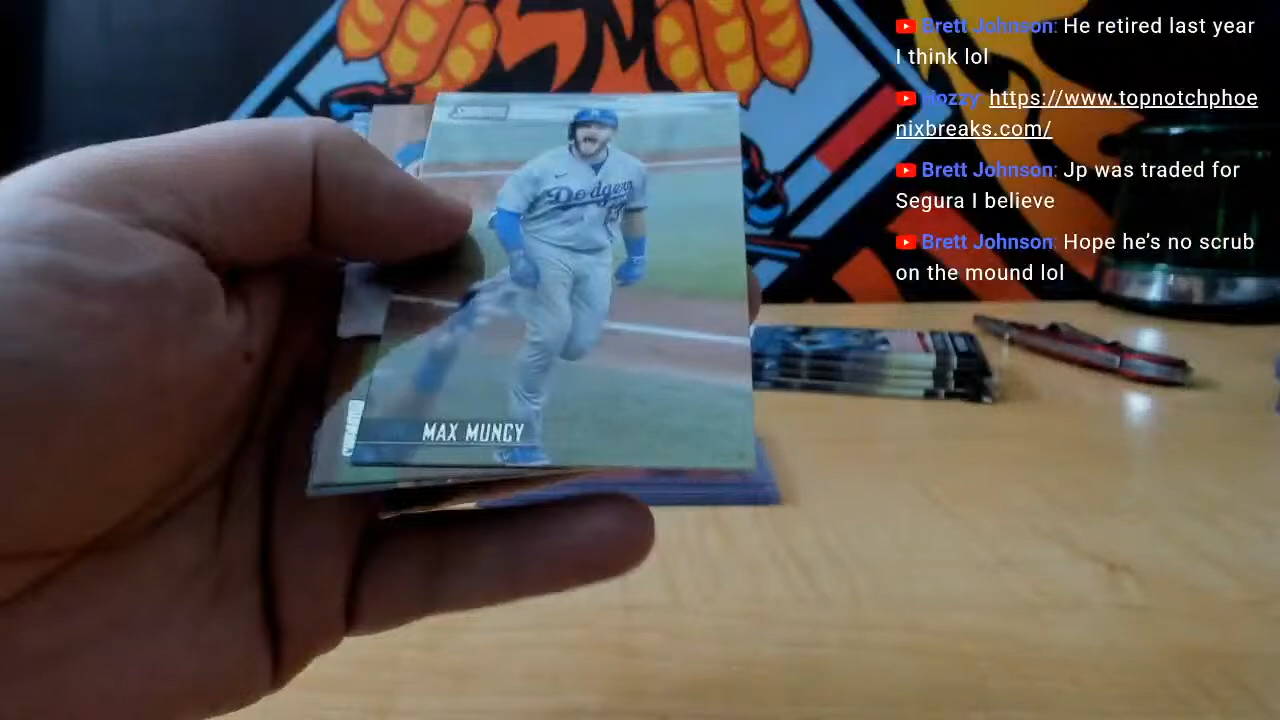 Brett Johnson: He retired last year
I think lol
Hozzy: https://www.topnotchphoe
nixbreaks.com/
Brett Johnson: Jp was traded for
Segura I believe
Brett Johnson: Hope he's no scrub
on the mound lol
Dodgers
MAX MUNCY